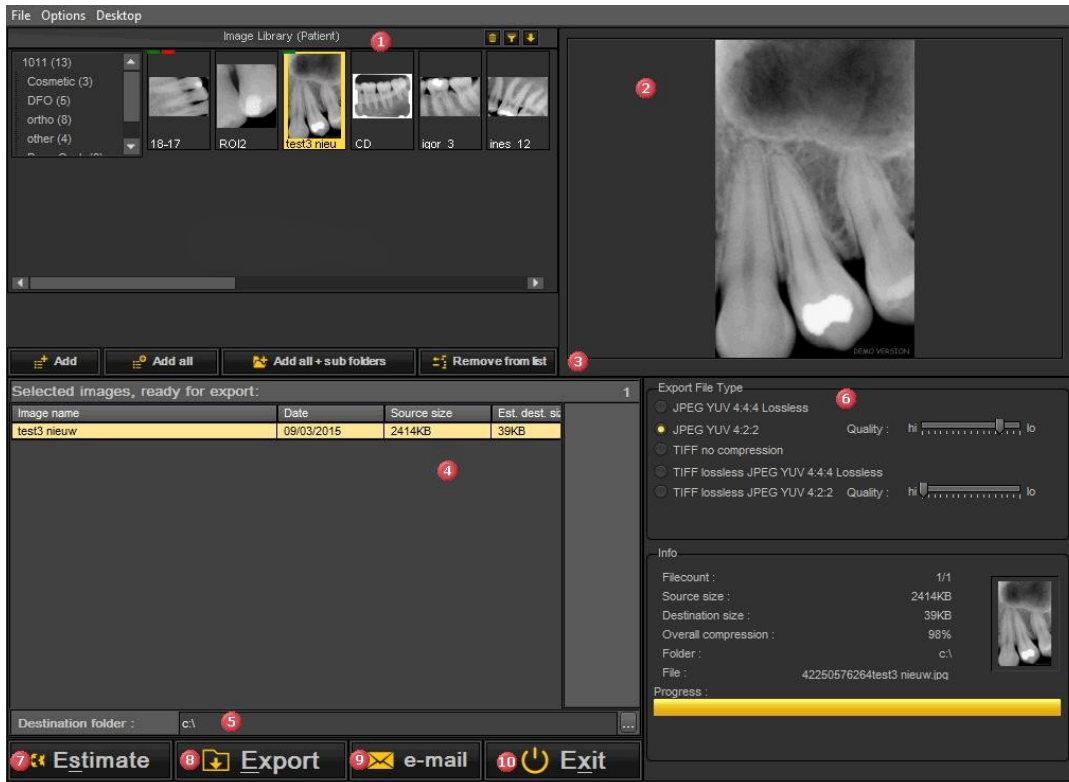 File Options Desktop
Image Library (Patient) 1
1011 (13)
Cosmetic (3)
DFO (5)
ortho (8)
other (4)
18-17 ROI2 test3 nieu CD igor_3 ines_12
2
Add Add all Add all + sub folders Remove from list 3
DEMO VERSION
Selected images, ready for export: 1
Image name Date Source size Est. dest. siz
test3 nieuw 09/03/2015 2414KB 39KB
4
Destination folder : c:\ 5 ...
Export File Type 6
JPEG YUV 4:4:4 Lossless
JPEG YUV 4:2:2 Quality : hi lo
TIFF no compression
TIFF lossless JPEG YUV 4:4:4 Lossless
TIFF lossless JPEG YUV 4:2:2 Quality : hi lo
Info
Filecount : 1/1
Source size : 2414KB
Destination size : 39KB
Overall compression : 98%
Folder : c:\
File : 42250576264test3 nieuw.jpg
Progress :
7 Estimate 8 Export 9 e-mail 10 Exit